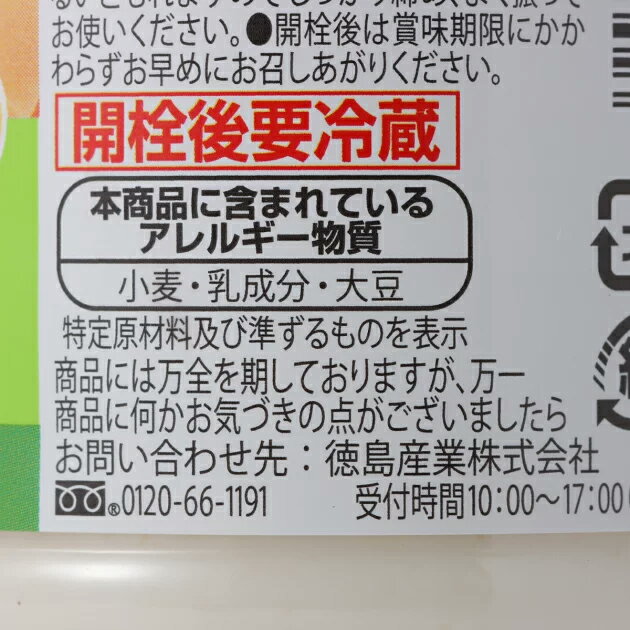 お使いください。●開栓後は賞味期限にかか
わらずお早めにお召しあがりください。
開栓後要冷蔵
本商品に含まれている
アレルギー物質
小麦・乳成分・大豆
特定原材料及び準ずるものを表示
商品には万全を期しておりますが、万一
商品に何かお気づきの点がございましたら
お問い合わせ先：徳島産業株式会社
®0120-66-1191 受付時間10:00～17:00